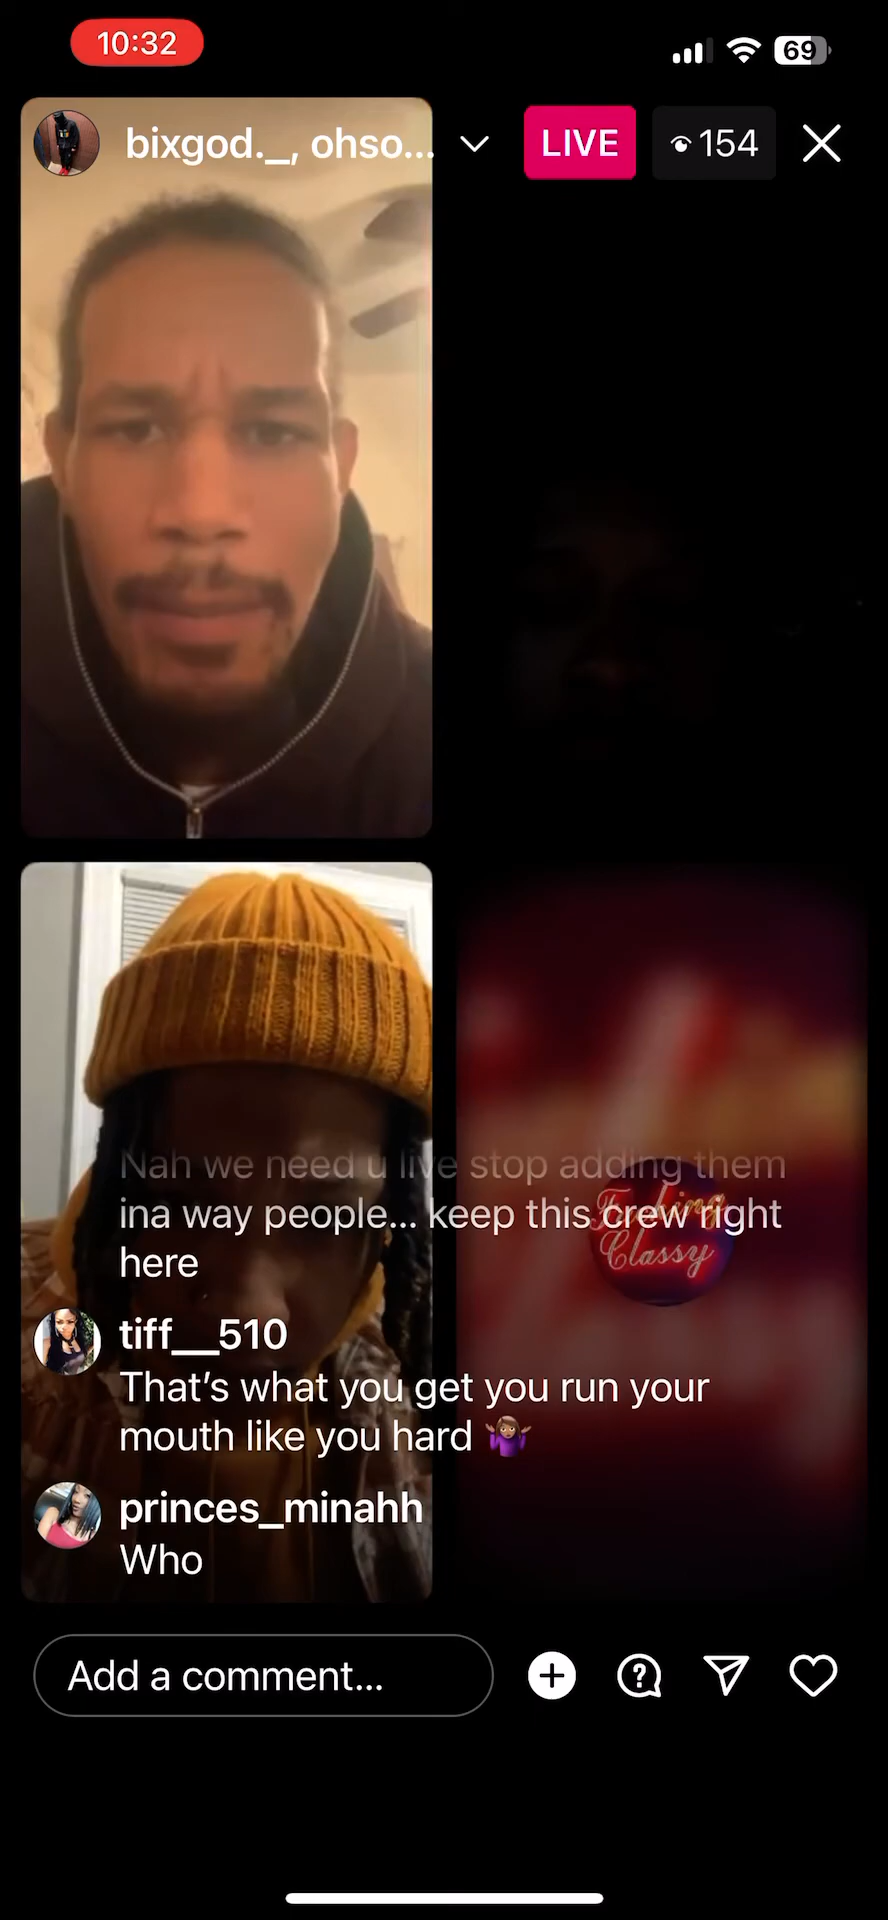 10:32
69
bixgod._, ohso...
LIVE
154
Nah we need u live stop adding them
ina way people... keep this crew right
here
Classy
tiff__510
That's what you get you run your
mouth like you hard 🤷🏽‍♀️
princes_minahh
Who
Add a comment...